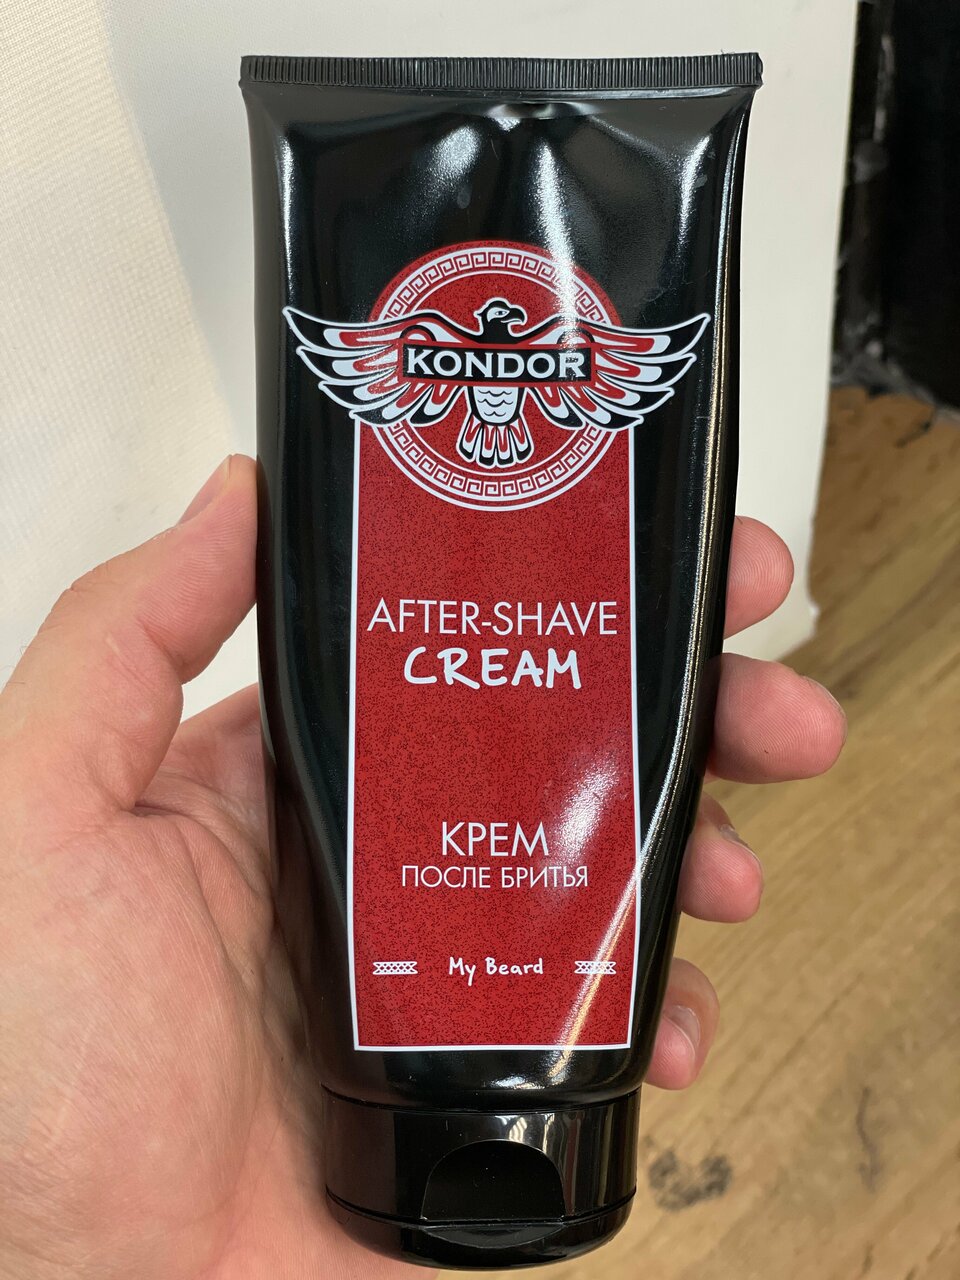 KONDOR
AFTER-SHAVE
CREAM
КРЕМ
ПОСЛЕ БРИТЬЯ
My Beard